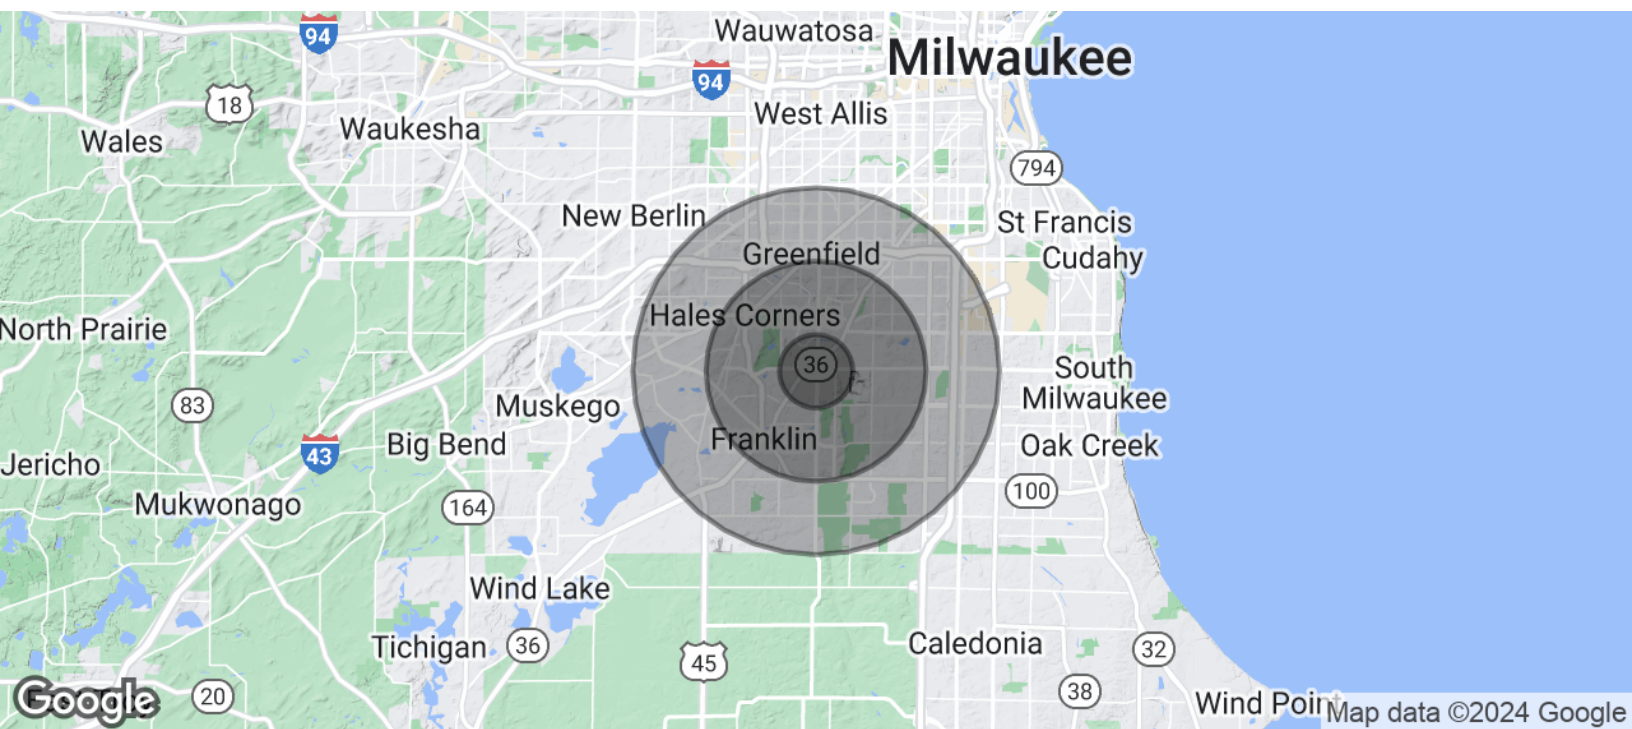 Wauwatosa
94
Milwaukee
94
18
West Allis
Waukesha
Wales
794
New Berlin
St Francis
Greenfield
Cudahy
Hales Corners
North Prairie
36
South
Milwaukee
83
Muskego
Franklin
Big Bend
Oak Creek
43
Jericho
100
Mukwonago
164
Wind Lake
Caledonia
Tichigan
36
32
45
38
20
Wind Point
Google
Map data ©2024 Google